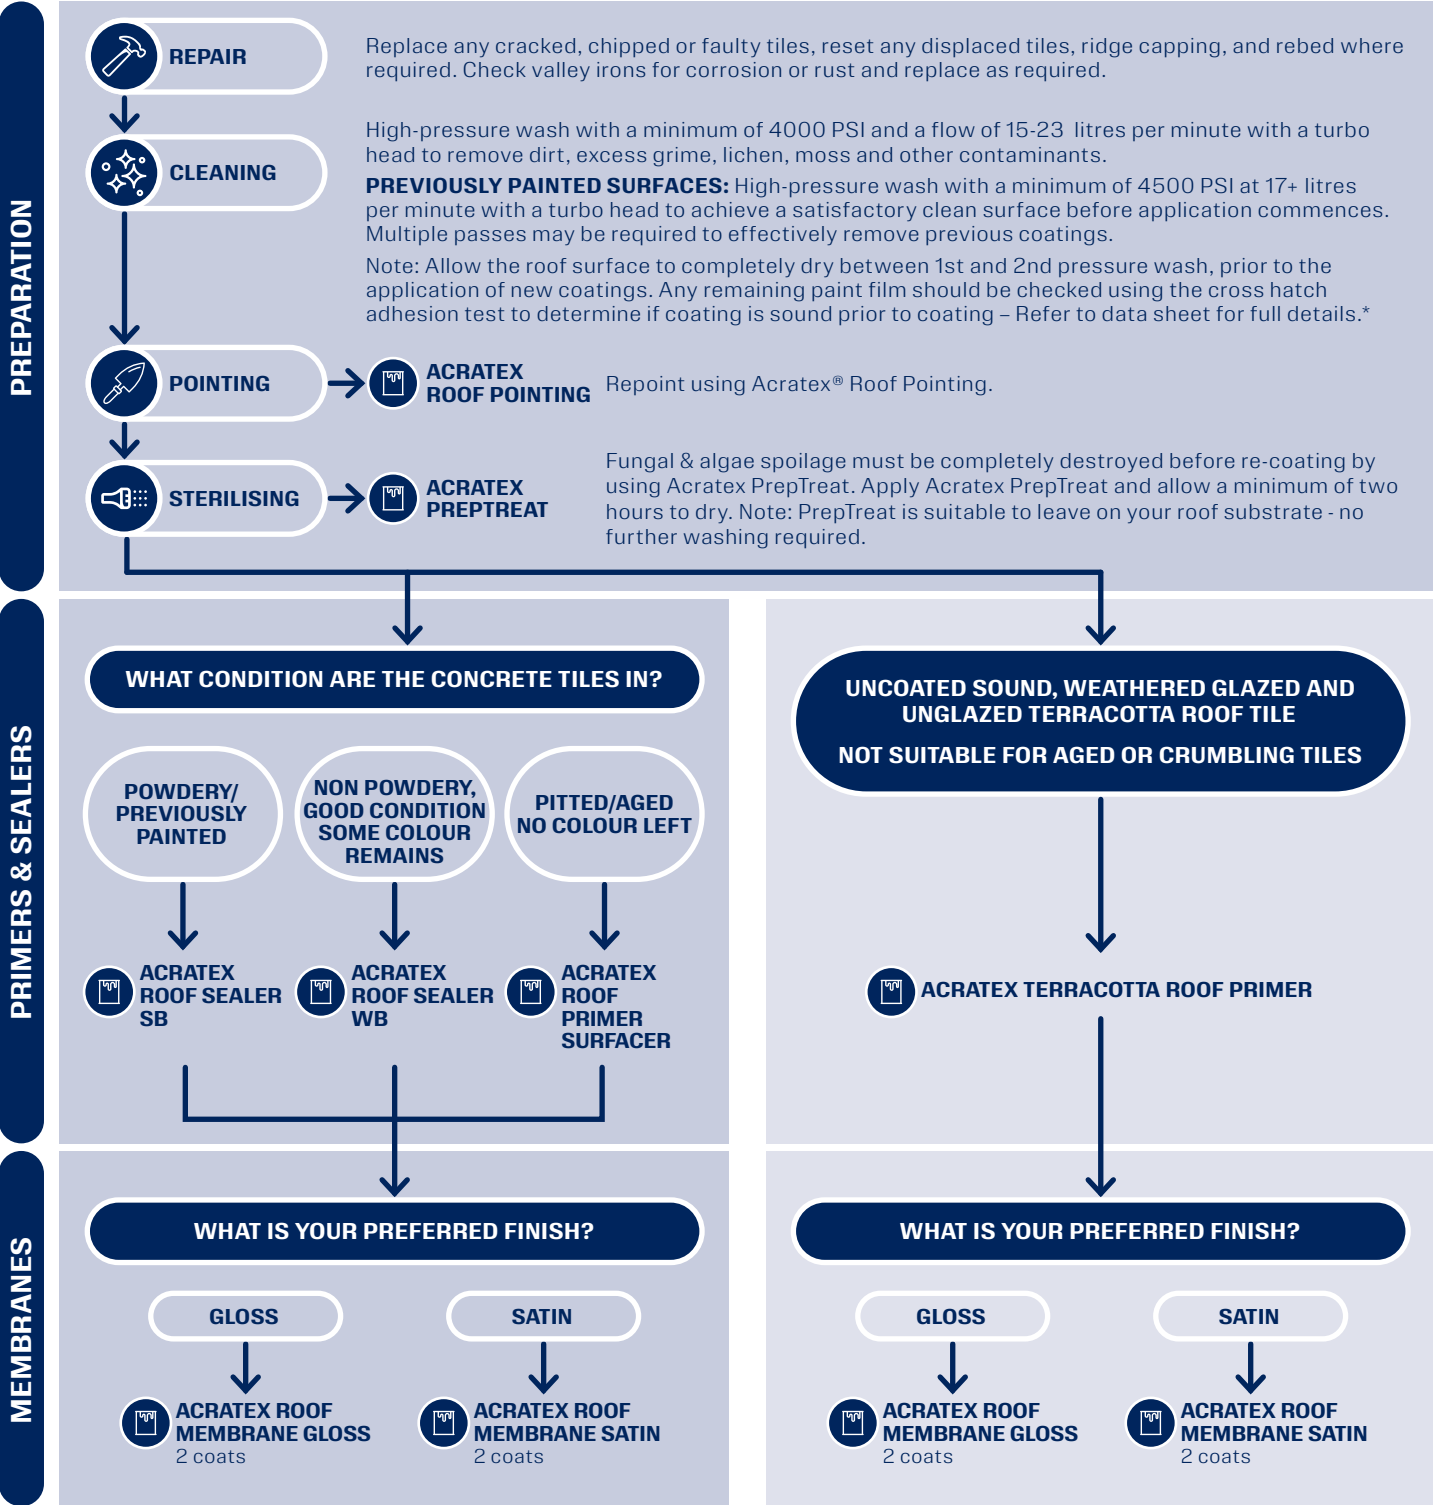 PREPARATION
REPAIR
Replace any cracked, chipped or faulty tiles, reset any displaced tiles, ridge capping, and rebed where
required. Check valley irons for corrosion or rust and replace as required.
CLEANING
High-pressure wash with a minimum of 4000 PSI and a flow of 15-23 litres per minute with a turbo
head to remove dirt, excess grime, lichen, moss and other contaminants.
PREVIOUSLY PAINTED SURFACES: High-pressure wash with a minimum of 4500 PSI at 17+ litres
per minute with a turbo head to achieve a satisfactory clean surface before application commences.
Multiple passes may be required to effectively remove previous coatings.
Note: Allow the roof surface to completely dry between 1st and 2nd pressure wash, prior to the
application of new coatings. Any remaining paint film should be checked using the cross hatch
adhesion test to determine if coating is sound prior to coating – Refer to data sheet for full details.*
POINTING
ACRATEX
ROOF POINTING
Repoint using Acratex® Roof Pointing.
STERILISING
ACRATEX
PREPTREAT
Fungal & algae spoilage must be completely destroyed before re-coating by
using Acratex PrepTreat. Apply Acratex PrepTreat and allow a minimum of two
hours to dry. Note: PrepTreat is suitable to leave on your roof substrate - no
further washing required.
PRIMERS & SEALERS
WHAT CONDITION ARE THE CONCRETE TILES IN?
POWDERY/
PREVIOUSLY
PAINTED
NON POWDERY,
GOOD CONDITION
SOME COLOUR
REMAINS
PITTED/AGED
NO COLOUR LEFT
ACRATEX
ROOF SEALER
SB
ACRATEX
ROOF SEALER
WB
ACRATEX
ROOF
PRIMER
SURFACER
UNCOATED SOUND, WEATHERED GLAZED AND
UNGLAZED TERRACOTTA ROOF TILE
NOT SUITABLE FOR AGED OR CRUMBLING TILES
ACRATEX TERRACOTTA ROOF PRIMER
MEMBRANES
WHAT IS YOUR PREFERRED FINISH?
GLOSS
ACRATEX ROOF
MEMBRANE GLOSS
2 coats
SATIN
ACRATEX ROOF
MEMBRANE SATIN
2 coats
WHAT IS YOUR PREFERRED FINISH?
GLOSS
ACRATEX ROOF
MEMBRANE GLOSS
2 coats
SATIN
ACRATEX ROOF
MEMBRANE SATIN
2 coats